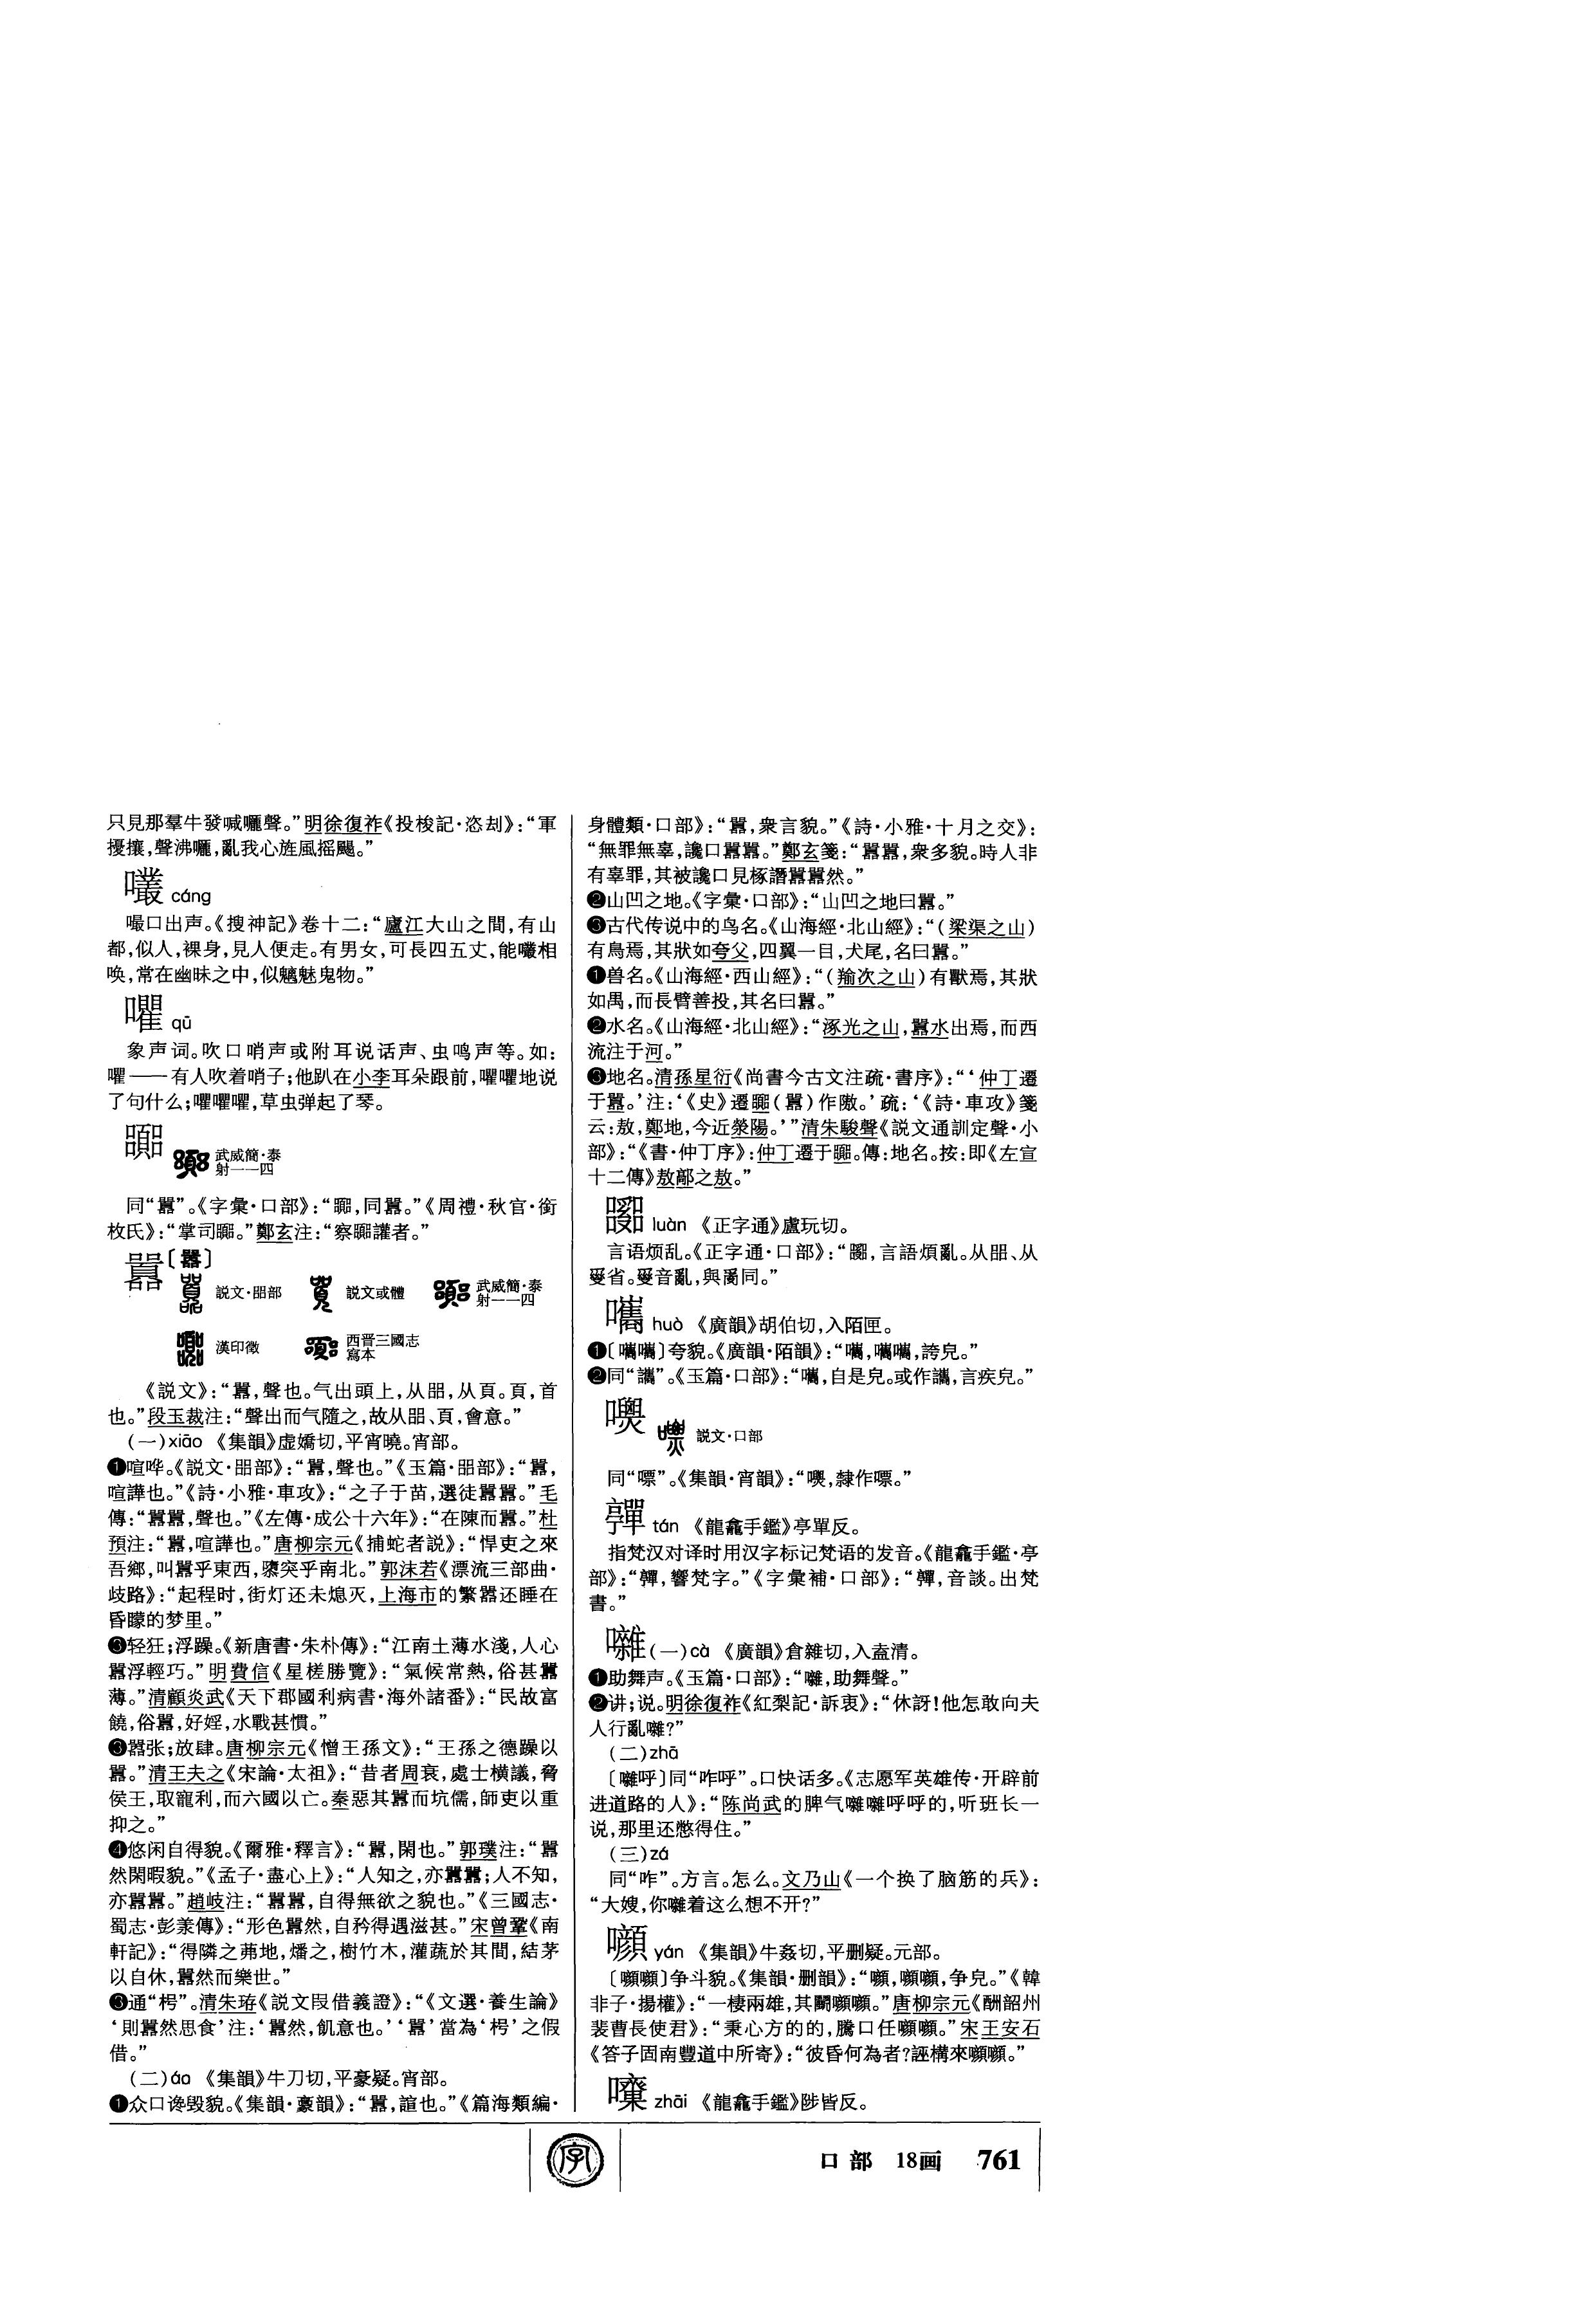 只見那羣牛發喊囇聲。”明徐復祚《投梭記·恣刦》：“軍
擾攘，聲沸囇，亂我心旌風摇颺。”
cáng
嘬口出声。《搜神記》卷十二：“廬江大山之間，有山
都，似人，裸身，見人便走。有男女，可長四五丈，能嚾相
唤，常在幽昧之中，似魑魅鬼物。”
qū
象声词。吹口哨声或附耳说话声、虫鸣声等。如：
——有人吹着哨子；他趴在小李耳朵跟前，地说
了句什么；，草虫弹起了琴。
武威簡·泰
射一一四
同“囂”。《字彙·口部》：“，同囂。”《周禮·秋官·銜
枚氏》：“掌司。”鄭玄注：“察讙者。”
囂〔嚣〕
説文·㗊部 説文或體 武威簡·泰
射一一四
漢印徵 西晋三國志
寫本
《説文》：“囂，聲也。气出頭上，从㗊，从頁。頁，首
也。”段玉裁注：“聲出而气隨之，故从㗊、頁，會意。”
（一）xiāo 《集韻》虚嬌切，平宵曉。宵部。
❶喧哗。《説文·㗊部》：“囂，聲也。”《玉篇·㗊部》：“囂，
喧譁也。”《詩·小雅·車攻》：“之子于苗，選徒囂囂。”毛
傳：“囂囂，聲也。”《左傳·成公十六年》：“在陳而囂。”杜
預注：“囂，喧譁也。”唐柳宗元《捕蛇者説》：“悍吏之來
吾鄉，叫囂乎東西，隳突乎南北。”郭沫若《漂流三部曲·
歧路》：“起程时，街灯还未熄灭，上海市的繁嚣还睡在
昏矇的梦里。”
❸轻狂；浮躁。《新唐書·朱朴傳》：“江南土薄水淺，人心
囂浮輕巧。”明費信《星槎勝覽》：“氣候常熱，俗甚囂
薄。”清顧炎武《天下郡國利病書·海外諸番》：“民故富
饒，俗囂，好婬，水戰甚慣。”
❸嚣张；放肆。唐柳宗元《憎王孫文》：“王孫之德躁以
囂。”清王夫之《宋論·太祖》：“昔者周衰，處士横議，脅
侯王，取寵利，而六國以亡。秦惡其囂而坑儒，師吏以重
抑之。”
❹悠闲自得貌。《爾雅·釋言》：“囂，閑也。”郭璞注：“囂
然閑暇貌。”《孟子·盡心上》：“人知之，亦囂囂；人不知，
亦囂囂。”趙岐注：“囂囂，自得無欲之貌也。”《三國志·
蜀志·彭羕傳》：“形色囂然，自矜得遇滋甚。”宋曾鞏《南
軒記》：“得隣之茀地，燔之，樹竹木，灌蔬於其間，結茅
以自休，囂然而樂世。”
❸通“枵”。清朱珔《説文叚借義證》：“《文選·養生論》
‘則囂然思食’注：‘囂然，飢意也。’‘囂’當為‘枵’之假
借。”
（二）áo 《集韻》牛刀切，平豪疑。宵部。
❶众口谗毁貌。《集韻·𩫕韻》：“囂，諠也。”《篇海類編·
身體類·口部》：“囂，衆言貌。”《詩·小雅·十月之交》：
“無罪無辜，讒口囂囂。”鄭玄箋：“囂囂，衆多貌。時人非
有辜罪，其被讒口見椓譖囂囂然。”
❷山凹之地。《字彙·口部》：“山凹之地曰囂。”
❸古代传说中的鸟名。《山海經·北山經》：“（梁渠之山）
有鳥焉，其狀如夸父，四翼一目，犬尾，名曰囂。”
❶兽名。《山海經·西山經》：“（羭次之山）有獸焉，其狀
如禺，而長臂善投，其名曰囂。”
❷水名。《山海經·北山經》：“涿光之山，囂水出焉，而西
流注于河。”
❸地名。清孫星衍《尚書今古文注疏·書序》：“‘仲丁遷
于囂。’注：‘《史》遷（囂）作隞。’疏：‘《詩·車攻》箋
云：敖，鄭地，今近滎陽。’”清朱駿聲《説文通訓定聲·小
部》：“《書·仲丁序》：仲丁遷于。傳：地名。按：即《左宣
十二傳》敖鄗之敖。”
luàn 《正字通》盧玩切。
言语烦乱。《正字通·口部》：“，言語煩亂。从㗊、从
𤔔省。𤔔音亂，與𤔔同。”
嚿 huò 《廣韻》胡伯切，入陌匣。
❶〔〕夸貌。《廣韻·陌韻》：“，，誇皃。”
❷同“”。《玉篇·口部》：“，自是皃。或作，言疾皃。”
説文·口部
同“嘌”。《集韻·宵韻》：“，隸作嘌。”
tán 《龍龕手鑑》亭單反。
指梵汉对译时用汉字标记梵语的发音。《龍龕手鑑·亭
部》：“，響梵字。”《字彙補·口部》：“，音談。出梵
書。”
囃（一）cà 《廣韻》倉雜切，入盍清。
❶助舞声。《玉篇·口部》：“囃，助舞聲。”
❷讲；说。明徐復祚《紅梨記·訴衷》：“休訝！他怎敢向夫
人行亂囃？”
（二）zhā
〔囃呼〕同“咋呼”。口快话多。《志愿军英雄传·开辟前
进道路的人》：“陈尚武的脾气囃囃呼呼的，听班长一
说，那里还憋得住。”
（三）zá
同“咋”。方言。怎么。文乃山《一个换了脑筋的兵》：
“大嫂，你囃着这么想不开？”
㘖 yán 《集韻》牛姦切，平删疑。元部。
〔㘖㘖〕争斗貌。《集韻·删韻》：“㘖，㘖㘖，争皃。”《韓
非子·揚權》：“一棲兩雄，其鬭㘖㘖。”唐柳宗元《酬韶州
裴曹長使君》：“秉心方的的，騰口任㘖㘖。”宋王安石
《答子固南豐道中所寄》：“彼昏何為者？誣構來㘖㘖。”
zhāi 《龍龕手鑑》陟皆反。
字
口部 18画 761